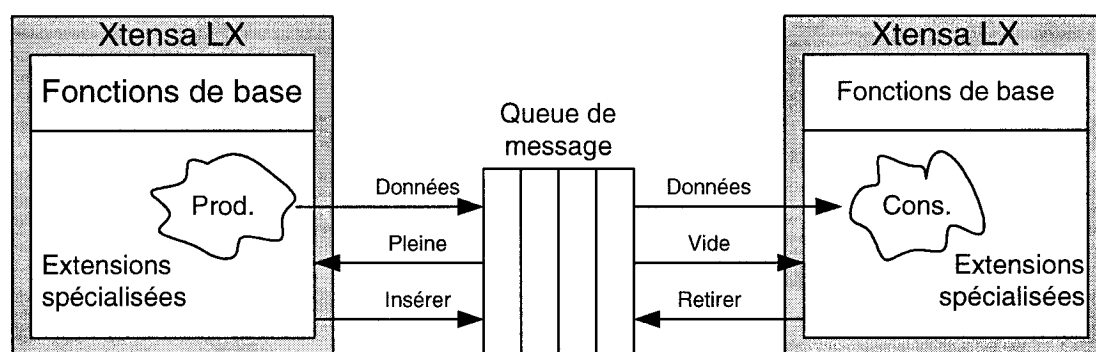 Xtensa LX
Fonctions de base
Prod.
Extensions
spécialisées
Données
Pleine
Insérer
Queue de
message
Données
Vide
Retirer
Xtensa LX
Fonctions de base
Cons.
Extensions
spécialisées